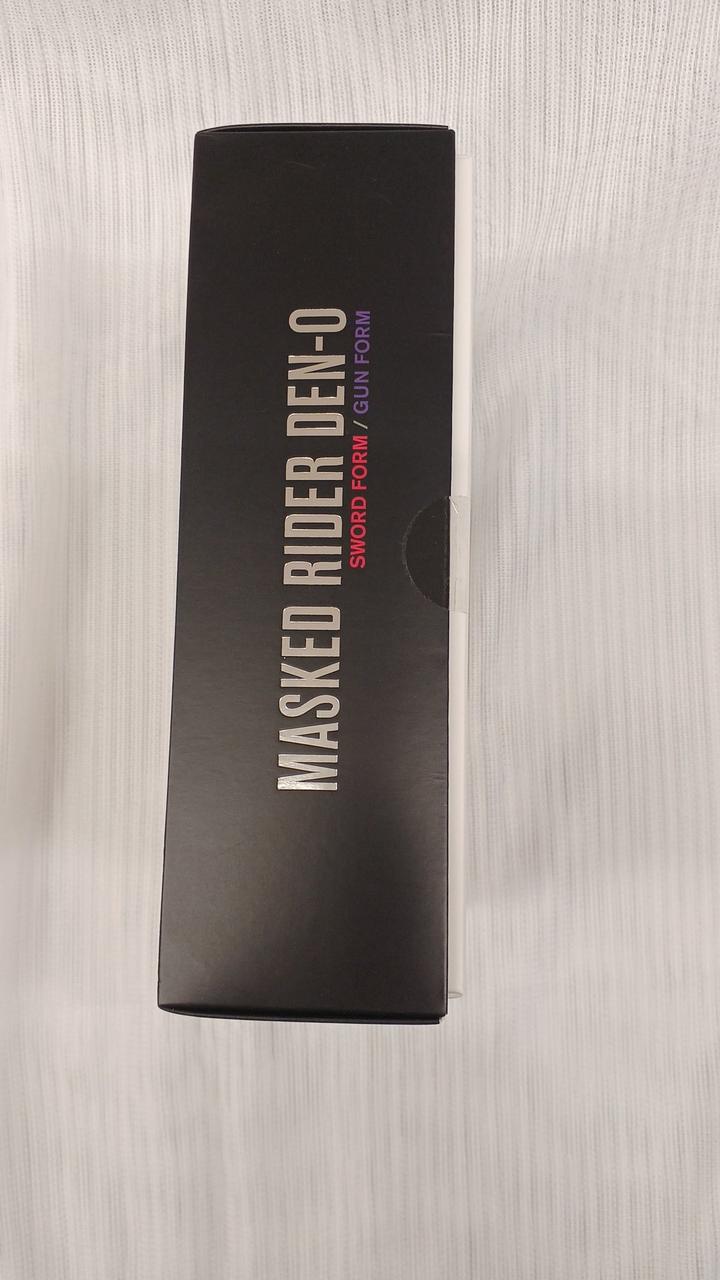 MASKED RIDER DEN-O
SWORD FORM / GUN FORM